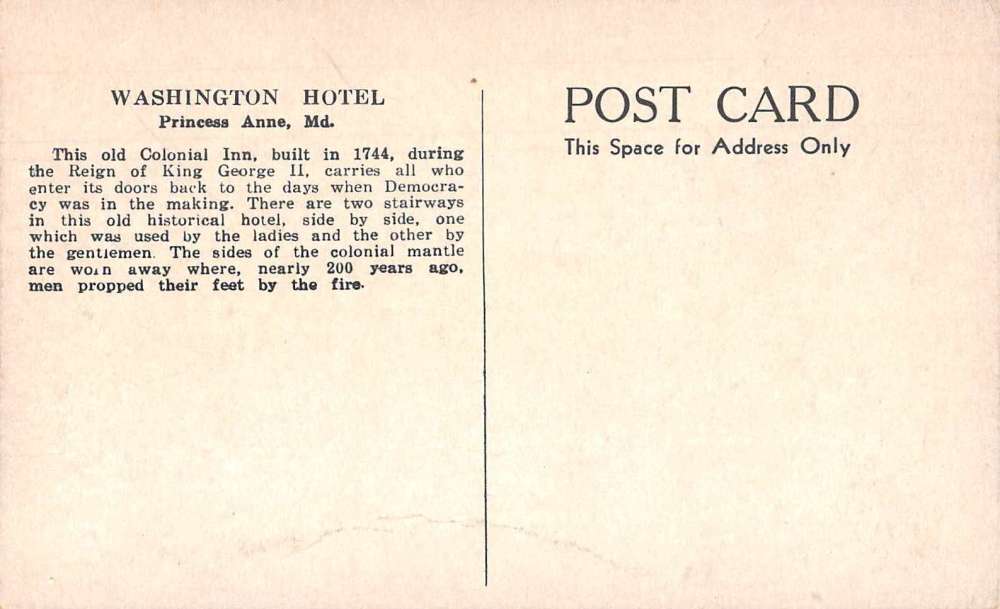 WASHINGTON HOTEL
Princess Anne, Md.
This old Colonial Inn, built in 1744, during
the Reign of King George II, carries all who
enter its doors back to the days when Democra-
cy was in the making. There are two stairways
in this old historical hotel, side by side, one
which was used by the ladies and the other by
the gentlemen. The sides of the colonial mantle
are worn away where, nearly 200 years ago,
men propped their feet by the fire.
POST CARD
This Space for Address Only